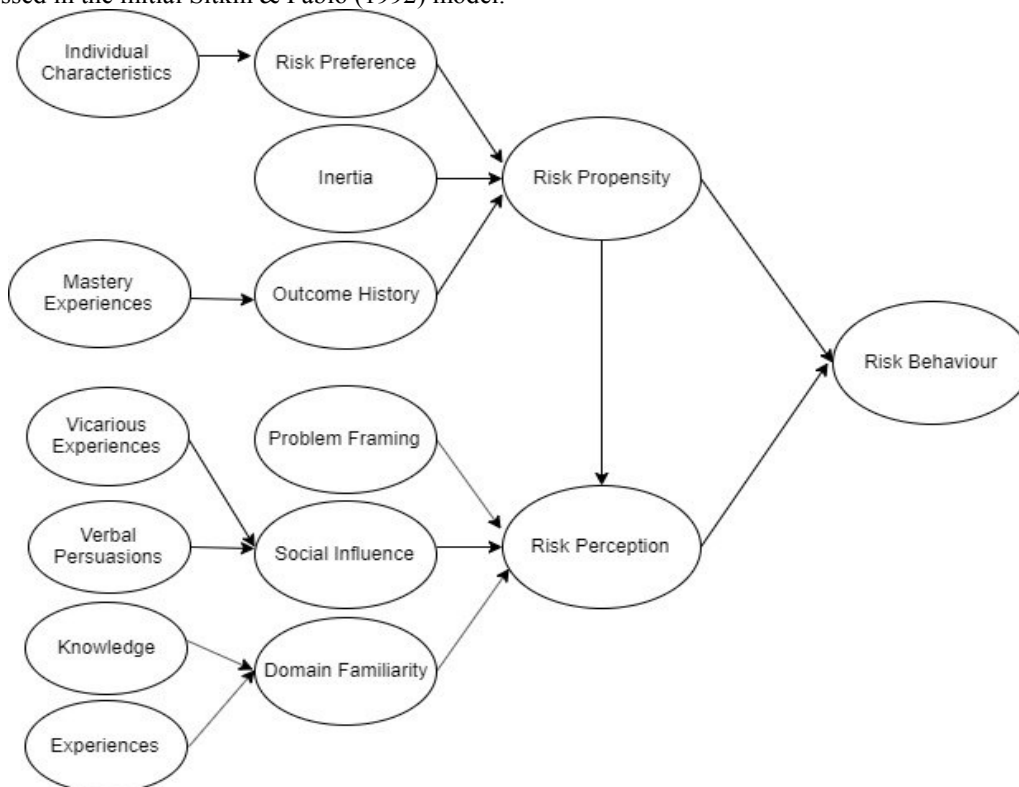 ssed in the initial Sitkin & Pablo (1992) model.
Individual
Characteristics
Risk Preference
Inertia
Risk Propensity
Mastery
Experiences
Outcome History
Risk Behaviour
Vicarious
Experiences
Problem Framing
Verbal
Persuasions
Social Influence
Risk Perception
Knowledge
Domain Familiarity
Experiences